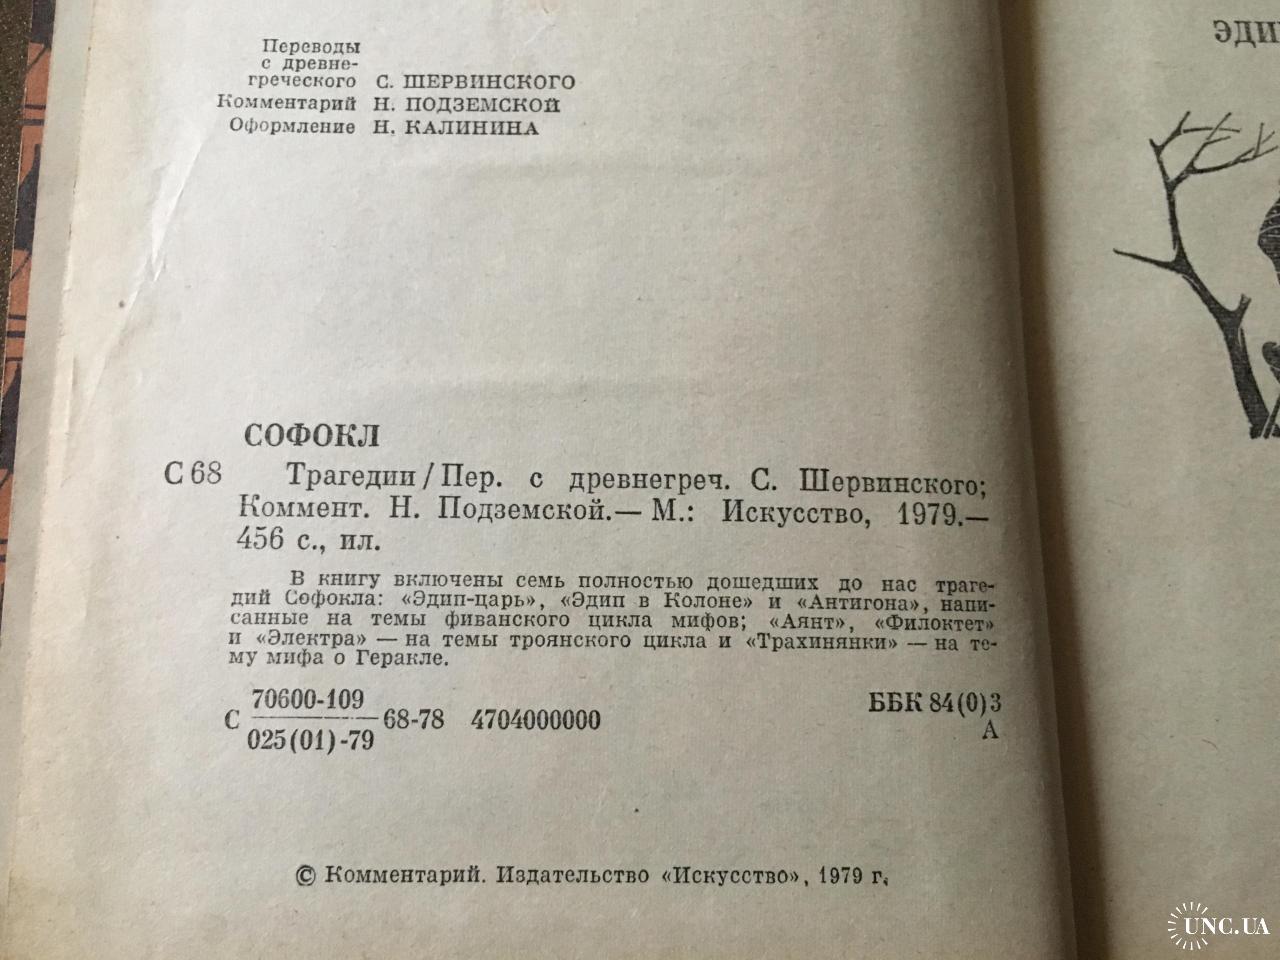 Переводы
с древне-
греческого С. ШЕРВИНСКОГО
Комментарий Н. ПОДЗЕМСКОЙ
Оформление Н. КАЛИНИНА
СОФОКЛ
С 68 Трагедии / Пер. с древнегреч. С. Шервинского;
Коммент. Н. Подземской.— М.: Искусство, 1979.—
456 с., ил.
В книгу включены семь полностью дошедших до нас траге-
дий Софокла: «Эдип-царь», «Эдип в Колоне» и «Антигона», напи-
санные на темы фиванского цикла мифов; «Аянт», «Филоктет»
и «Электра» — на темы троянского цикла и «Трахинянки» — на те-
му мифа о Геракле.
С 70600-109
025(01)-79 68-78 4704000000
ББК 84(0)3
А
© Комментарий. Издательство «Искусство», 1979 г.
UNC.UA